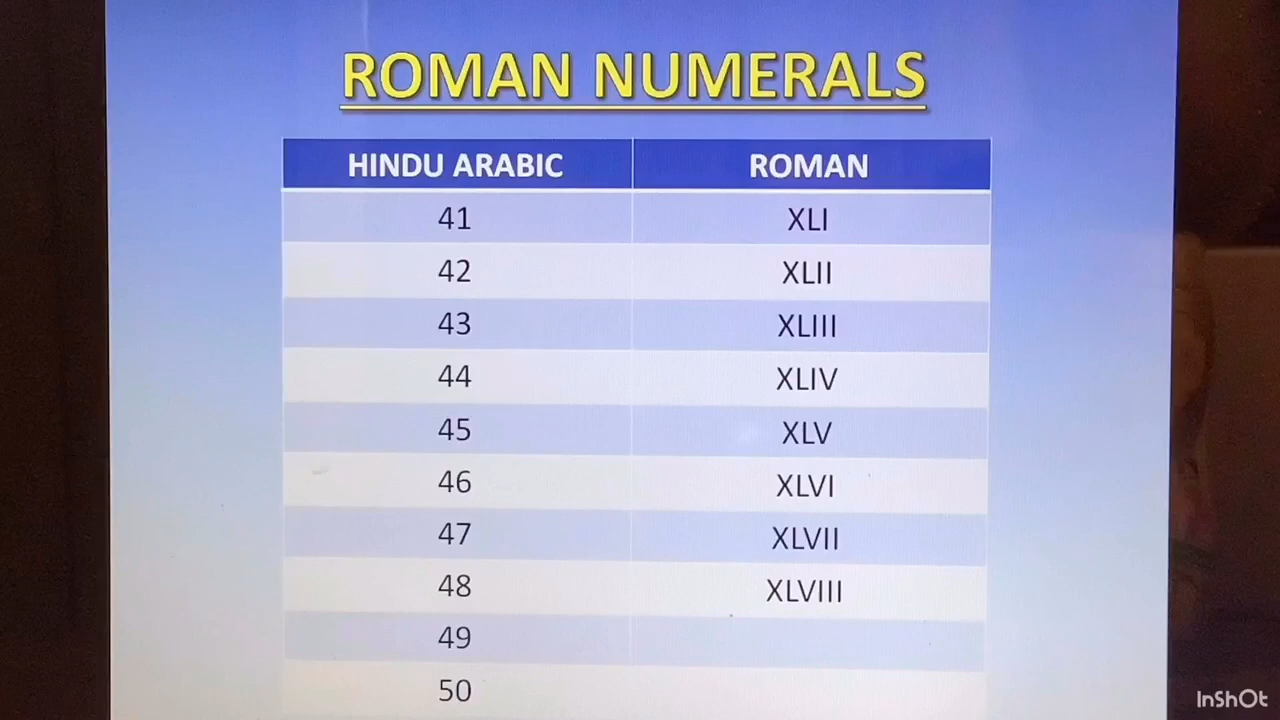 ROMAN NUMERALS
HINDU ARABIC ROMAN
41 XLI
42 XLII
43 XLIII
44 XLIV
45 XLV
46 XLVI
47 XLVII
48 XLVIII
49
50
InShOt